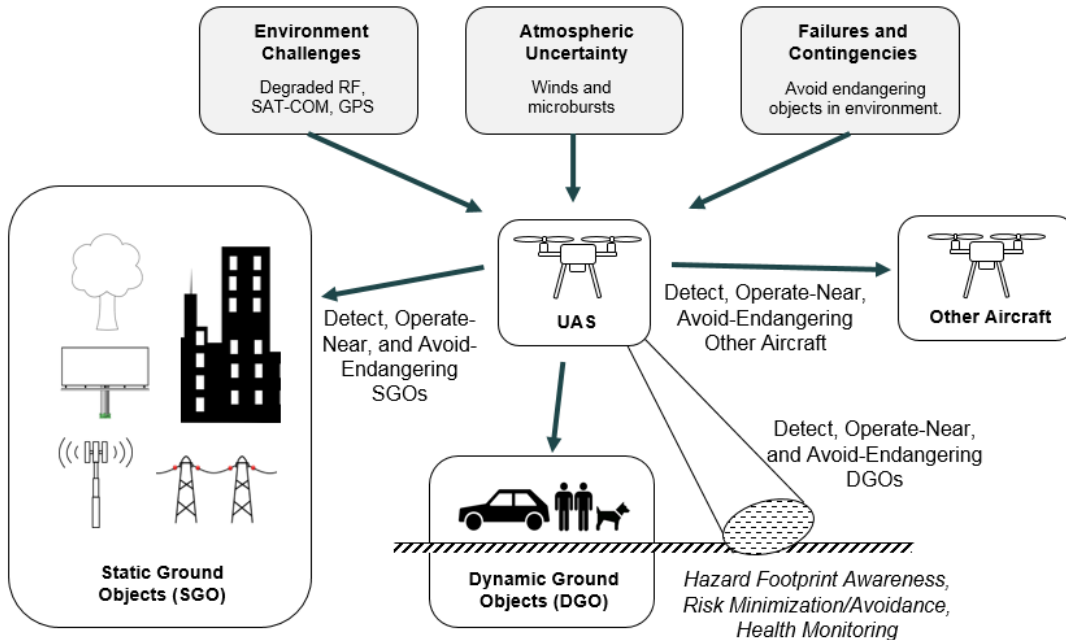 Environment
Challenges
Degraded RF,
SAT-COM, GPS
Atmospheric
Uncertainty
Winds and
microbursts
Failures and
Contingencies
Avoid endangering
objects in environment.
Static Ground
Objects (SGO)
Detect, Operate-
Near, and Avoid-
Endangering
SGOs
UAS
Detect, Operate-Near,
Avoid-Endangering
Other Aircraft
Other Aircraft
Detect, Operate-Near,
and Avoid-Endangering
DGOs
Dynamic Ground
Objects (DGO)
Hazard Footprint Awareness,
Risk Minimization/Avoidance,
Health Monitoring